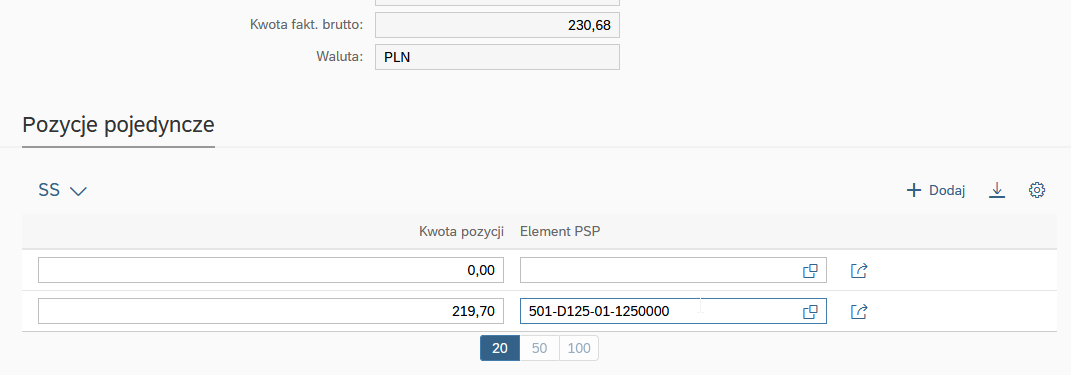 Kwota fakt. brutto: 230,68
Waluta: PLN
Pozycje pojedyncze
SS Dodaj
Kwota pozycji Element PSP
0,00
219,70 501-D125-01-1250000
20 50 100